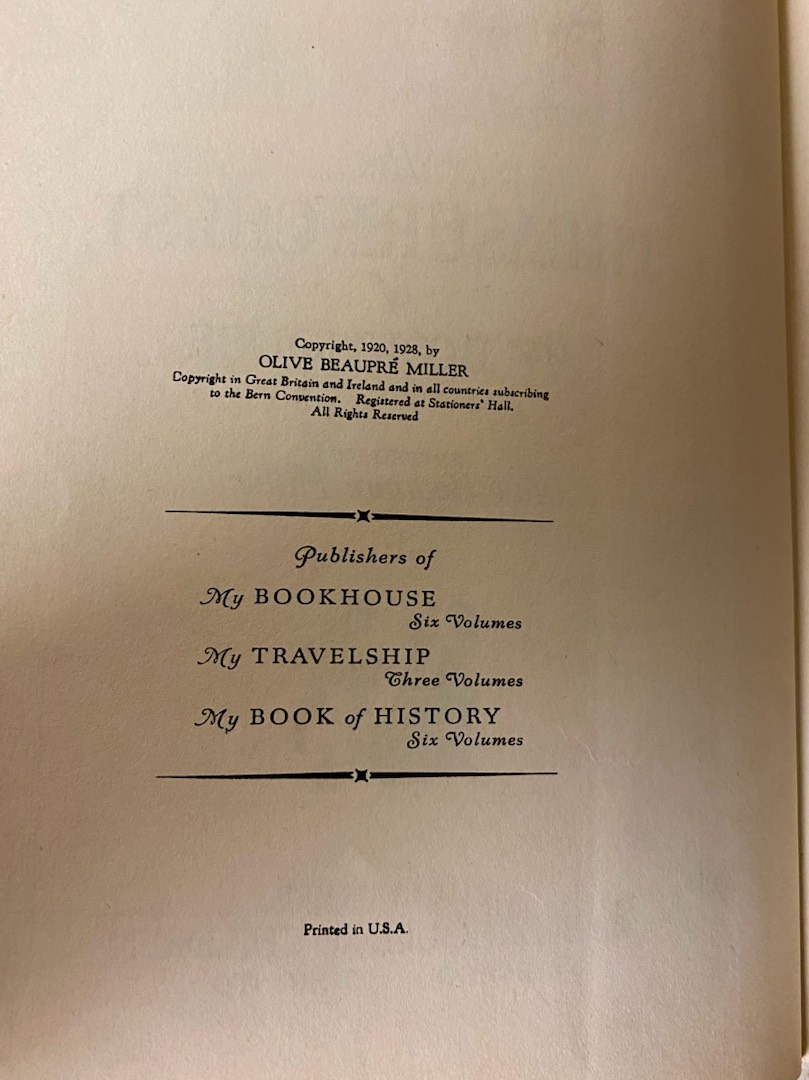 Copyright, 1920, 1928, by
OLIVE BEAUPRÉ MILLER
Copyright in Great Britain and Ireland and in all countries subscribing
to the Bern Convention. Registered at Stationers' Hall.
All Rights Reserved
Publishers of
My BOOKHOUSE
Six Volumes
My TRAVELSHIP
Three Volumes
My BOOK of HISTORY
Six Volumes
Printed in U.S.A.